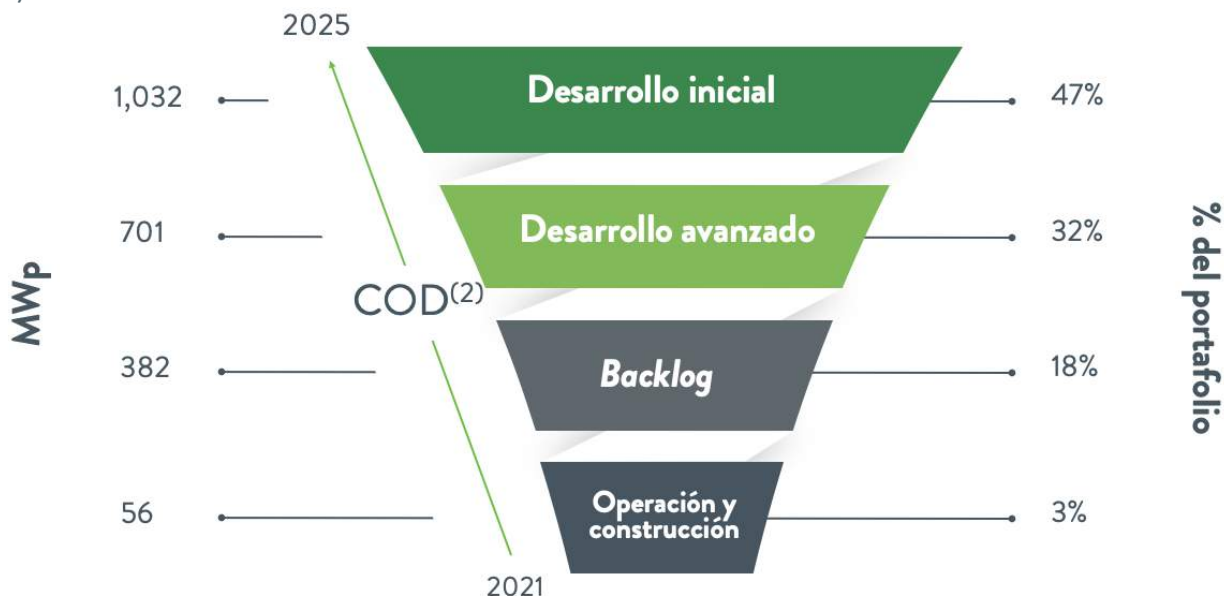 2025
1,032
Desarrollo inicial
47%
701
Desarrollo avanzado
32%
COD(2)
MWp
% del portafolio
382
Backlog
18%
56
Operación y
construcción
3%
2021